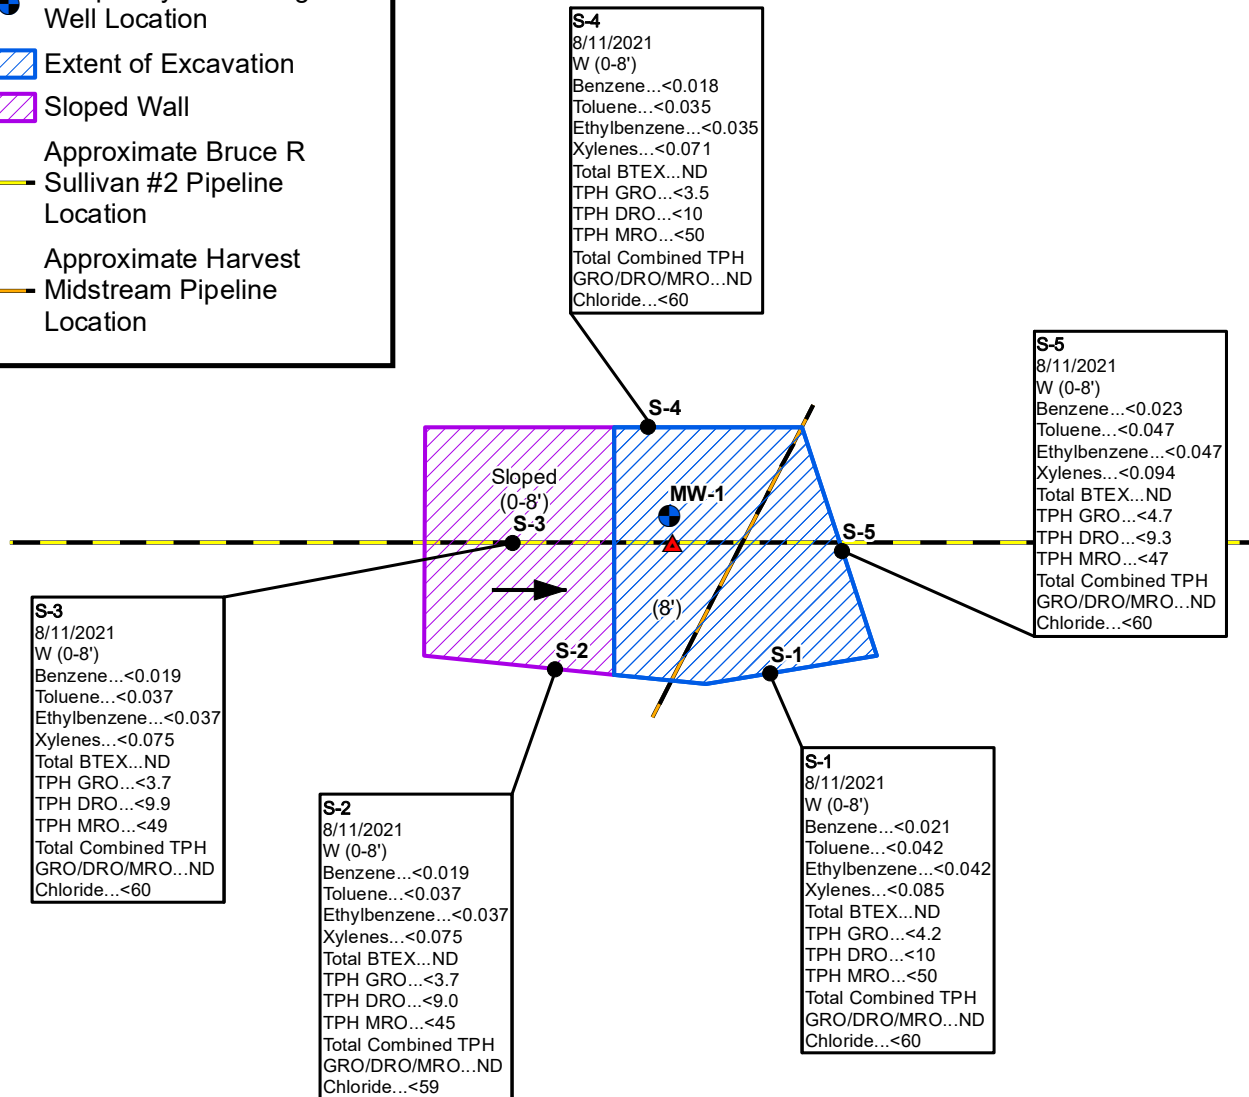 Well Location
Extent of Excavation
Sloped Wall
Approximate Bruce R
Sullivan #2 Pipeline
Location
Approximate Harvest
Midstream Pipeline
Location
S-4
8/11/2021
W (0-8')
Benzene...<0.018
Toluene...<0.035
Ethylbenzene...<0.035
Xylenes...<0.071
Total BTEX...ND
TPH GRO...<3.5
TPH DRO...<10
TPH MRO...<50
Total Combined TPH
GRO/DRO/MRO...ND
Chloride...<60
S-5
8/11/2021
W (0-8')
Benzene...<0.023
Toluene...<0.047
Ethylbenzene...<0.047
Xylenes...<0.094
Total BTEX...ND
TPH GRO...<4.7
TPH DRO...<9.3
TPH MRO...<47
Total Combined TPH
GRO/DRO/MRO...ND
Chloride...<60
S-4
Sloped
(0-8')
S-3
MW-1
S-5
(8')
S-2
S-1
S-3
8/11/2021
W (0-8')
Benzene...<0.019
Toluene...<0.037
Ethylbenzene...<0.037
Xylenes...<0.075
Total BTEX...ND
TPH GRO...<3.7
TPH DRO...<9.9
TPH MRO...<49
Total Combined TPH
GRO/DRO/MRO...ND
Chloride...<60
S-2
8/11/2021
W (0-8')
Benzene...<0.019
Toluene...<0.037
Ethylbenzene...<0.037
Xylenes...<0.075
Total BTEX...ND
TPH GRO...<3.7
TPH DRO...<9.0
TPH MRO...<45
Total Combined TPH
GRO/DRO/MRO...ND
Chloride...<59
S-1
8/11/2021
W (0-8')
Benzene...<0.021
Toluene...<0.042
Ethylbenzene...<0.042
Xylenes...<0.085
Total BTEX...ND
TPH GRO...<4.2
TPH DRO...<10
TPH MRO...<50
Total Combined TPH
GRO/DRO/MRO...ND
Chloride...<60